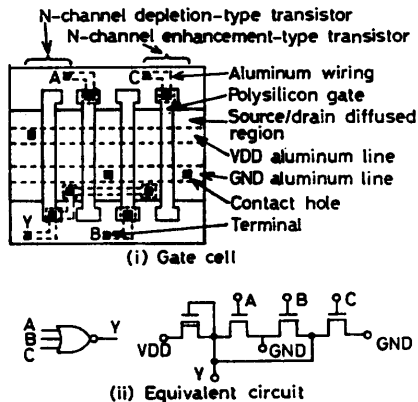 N-channel depletion-type transistor
N-channel enhancement-type transistor
A
C
Aluminum wiring
Polysilicon gate
Source/drain diffused
region
VDD aluminum line
GND aluminum line
Contact hole
Terminal
Y
B
(i) Gate cell
A
B
C
Y
VDD
A
B
C
GND
GND
Y
(ii) Equivalent circuit